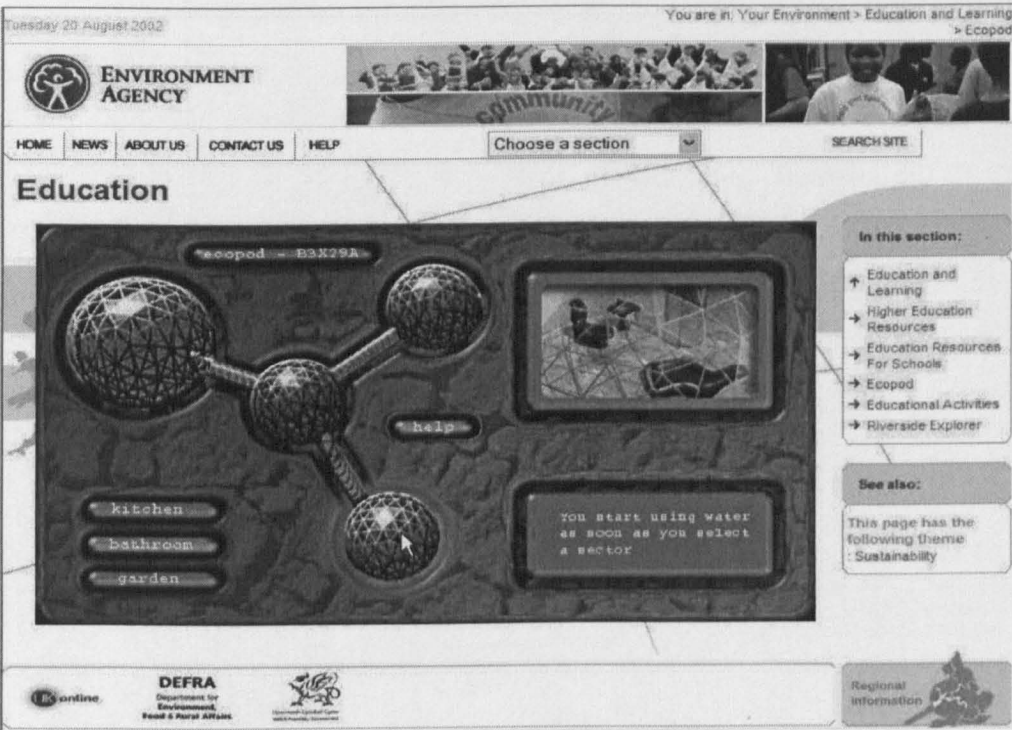 Tuesday 20 August 2002
You are in: Your Environment > Education and Learning
> Ecopod
ENVIRONMENT
AGENCY
community
HOME NEWS ABOUT US CONTACT US HELP
Choose a section
SEARCH SITE
Education
ecopod - B3X29A
help
kitchen
bathroom
garden
You start using water
as soon as you select
a sector
In this section:
Education and
Learning
Higher Education
Resources
Education Resources
For Schools
Ecopod
Educational Activities
Riverside Explorer
See also:
This page has the
following theme
: Sustainability
online
DEFRA
Department for
Environment,
Food & Rural Affairs
Regional
Information